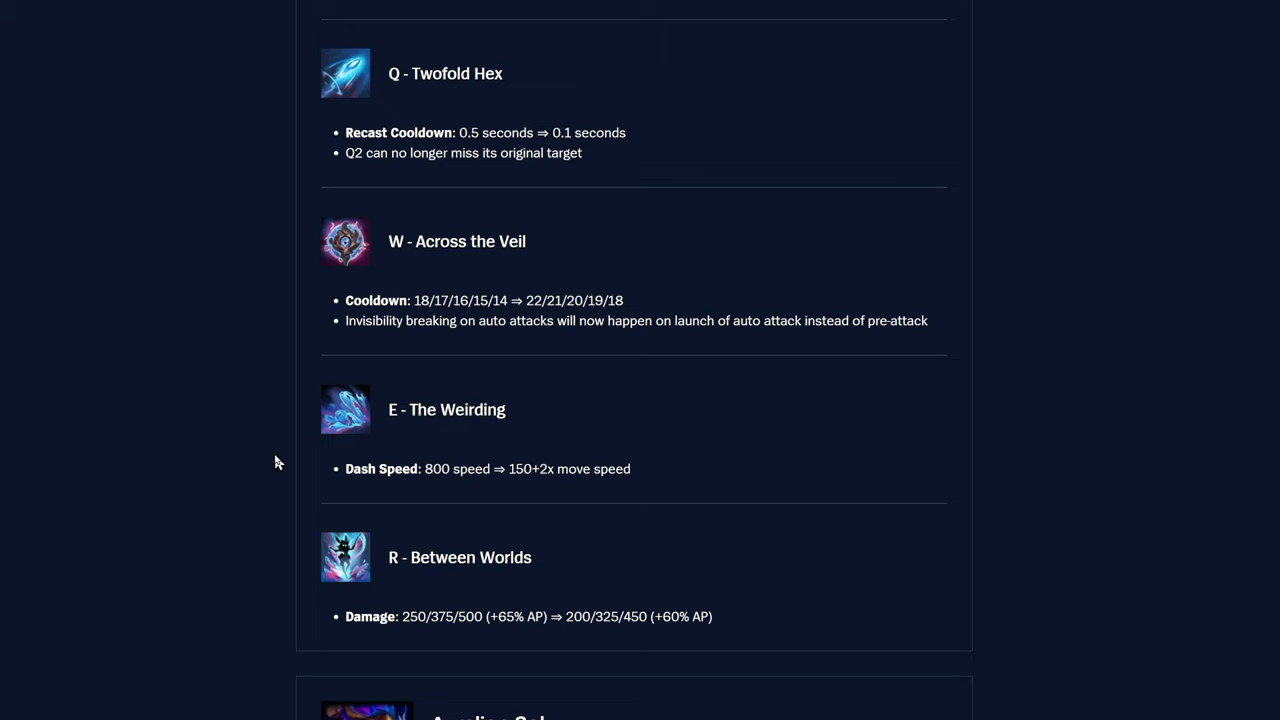 Q - Twofold Hex
• Recast Cooldown: 0.5 seconds ⇒ 0.1 seconds
• Q2 can no longer miss its original target
W - Across the Veil
• Cooldown: 18/17/16/15/14 ⇒ 22/21/20/19/18
• Invisibility breaking on auto attacks will now happen on launch of auto attack instead of pre-attack
E - The Weirding
• Dash Speed: 800 speed ⇒ 150+2x move speed
R - Between Worlds
• Damage: 250/375/500 (+65% AP) ⇒ 200/325/450 (+60% AP)